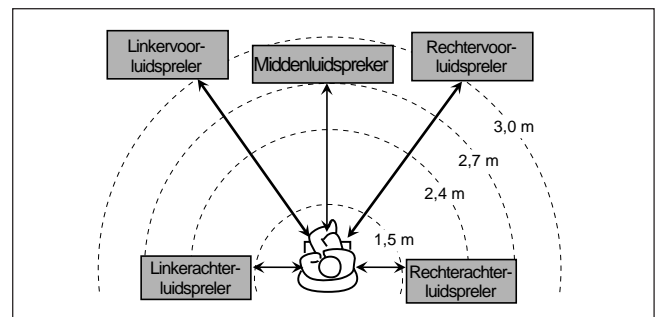 Linkervoor-
luidspreler
Middenluidspreker
Rechtervoor-
luidspreler
3,0 m
2,7 m
2,4 m
1,5 m
Linkerachter-
luidspreler
Rechterachter-
luidspreler